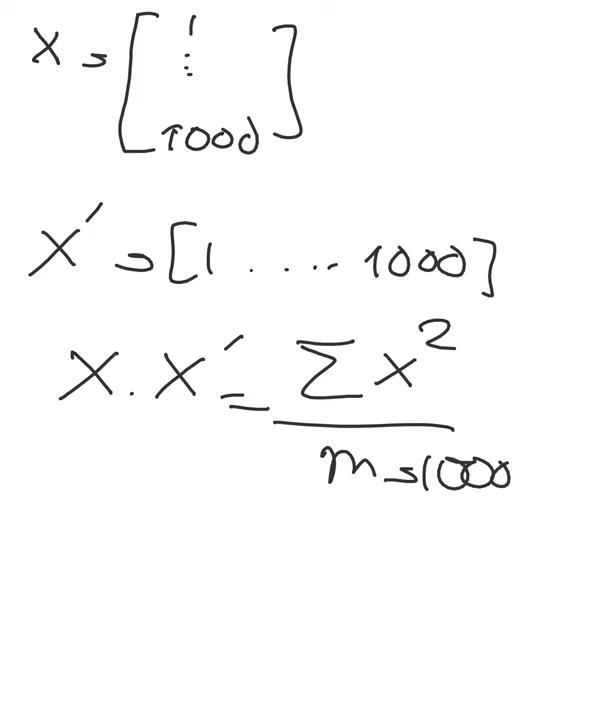 X = [ 1 ⋮ 1000 ]
X′ = [1 ..... 1000]
X . X′ = Σ x²
m = 1000